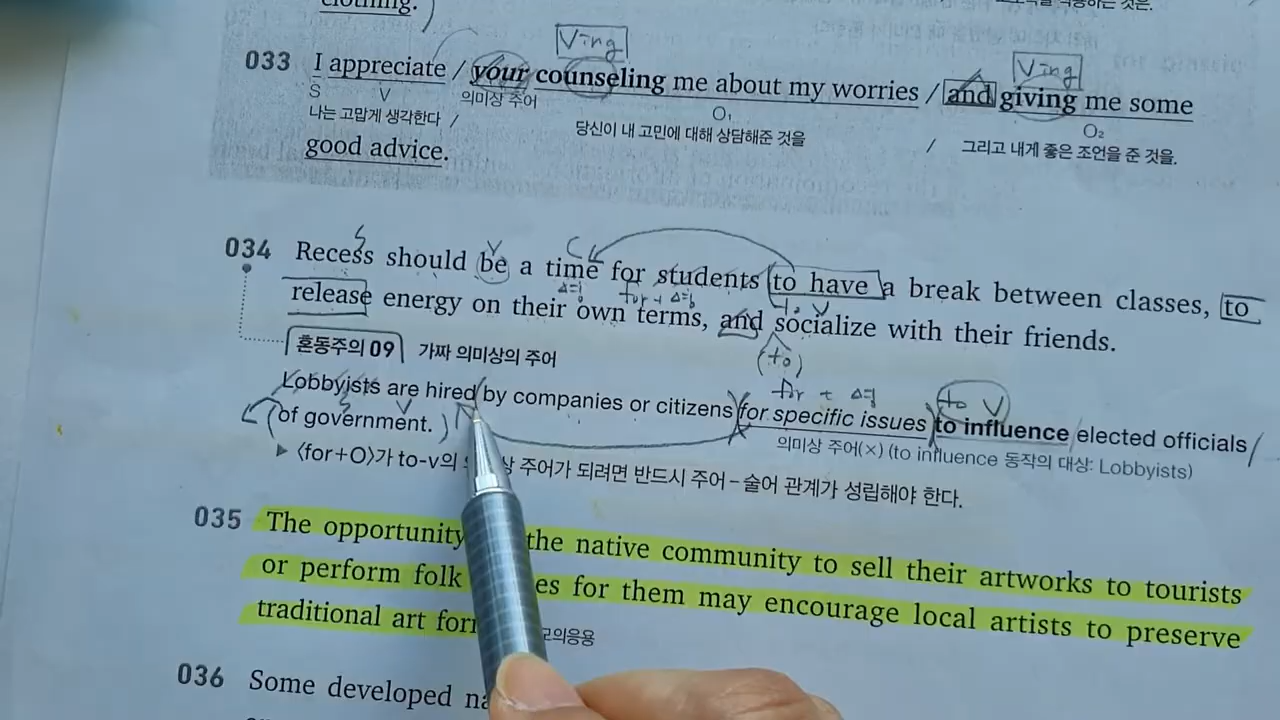 clothing.
033 I appreciate / your counseling me about my worries / and giving me some
Ving
Ving
S V 의미상 주어 O₁ O₂
나는 고맙게 생각한다 / 당신이 내 고민에 대해 상담해준 것을 / 그리고 내게 좋은 조언을 준 것을.
good advice.
034 Recess should be a time for students to have a break between classes, to
S V C
release energy on their own terms, and socialize with their friends.
to V
(to)
혼동주의 09 가짜 의미상의 주어
for + to V
Lobbyists are hired / by companies or citizens for specific issues to influence elected officials /
S V
의미상 주어(×) (to influence 동작의 대상: Lobbyists)
(of government.)
▶ 〈for+O〉가 to-v의 상 주어가 되려면 반드시 주어–술어 관계가 성립해야 한다.
035 The opportunity the native community to sell their artworks to tourists
or perform folk for them may encourage local artists to preserve
traditional art
036 Some developed